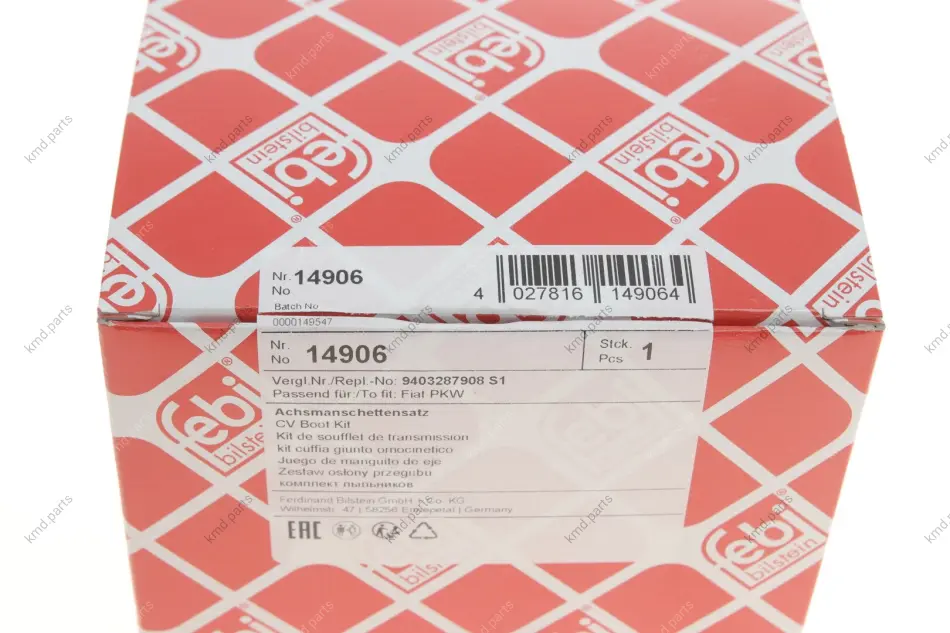 febi
bilstein
Nr. 14906
No
Batch No
0000149547
4 027816 149064
Nr.
No 14906
Stck.
Pcs 1
Vergl.Nr./Repl.-No: 9403287908 S1
Passend für:/To fit: Fiat PKW
Achsmanschettensatz
CV Boot Kit
Kit de soufflet de transmission
kit cuffia giunto omocinetico
Juego de manguito de eje
Zestaw osłony przegubu
комплект пыльников
Ferdinand Bilstein GmbH + Co. KG
Wilhelmstr. 47 | 58256 Ennepetal | Germany
EAC
febi
bilstein
kmd.parts